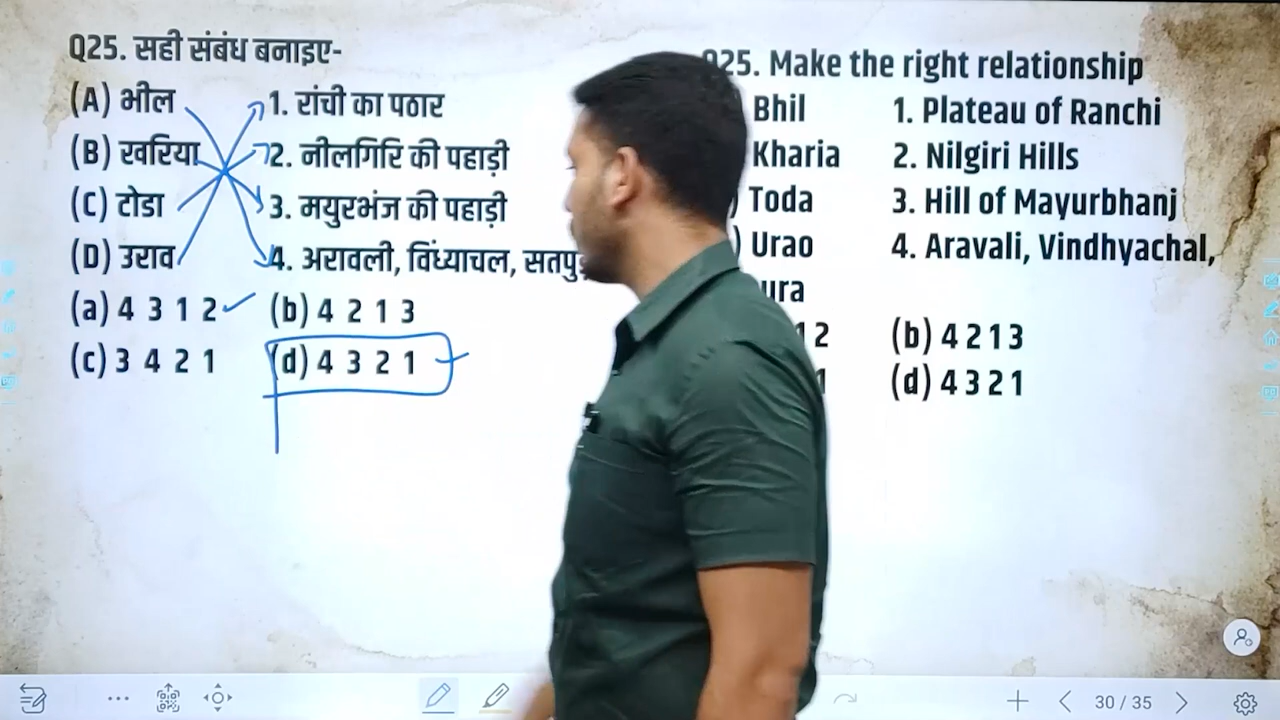 Q25. सही संबंध बनाइए-
(A) भील 1. रांची का पठार
(B) खरिया 2. नीलगिरि की पहाड़ी
(C) टोडा 3. मयुरभंज की पहाड़ी
(D) उराव 4. अरावली, विंध्याचल,
(a) 4 3 1 2 (b) 4 2 1 3
(c) 3 4 2 1 (d) 4 3 2 1
Q25. Make the right relationship
Bhil 1. Plateau of Ranchi
Kharia 2. Nilgiri Hills
) Toda 3. Hill of Mayurbhanj
) Urao 4. Aravali, Vindhyachal,
ura
1 2 (b) 4 2 1 3
1 (d) 4 3 2 1
30 / 35